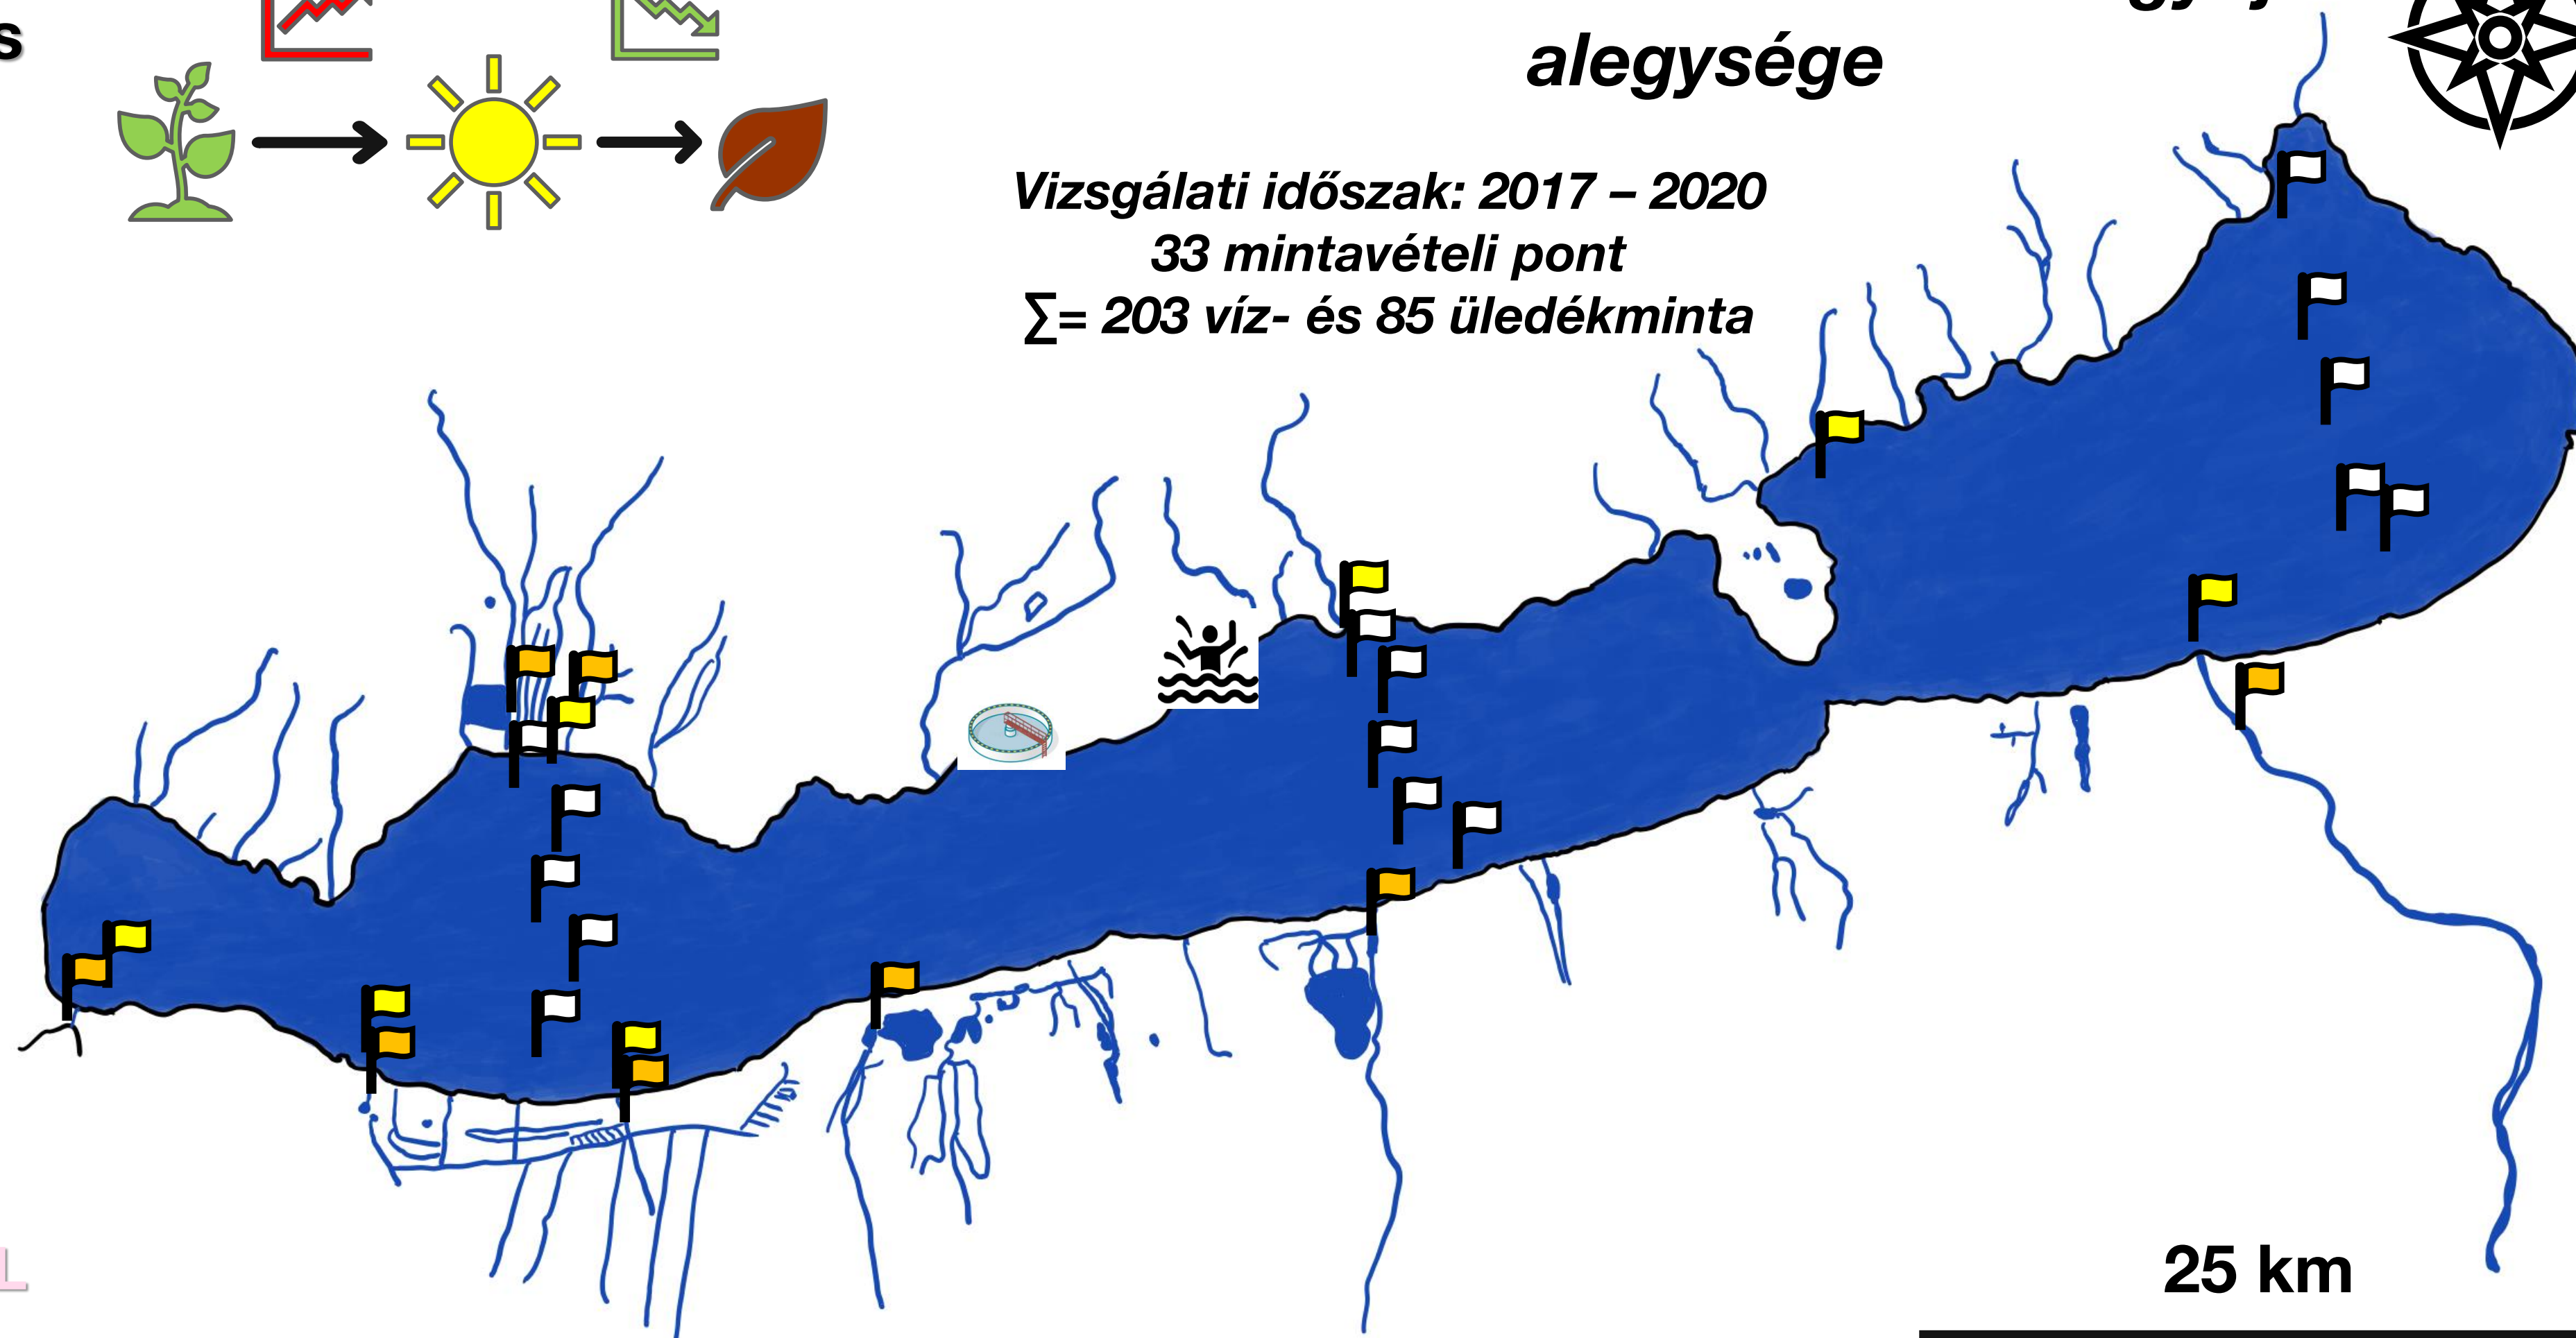 alegysége
Vizsgálati időszak: 2017 – 2020
33 mintavételi pont
∑= 203 víz- és 85 üledékminta
25 km